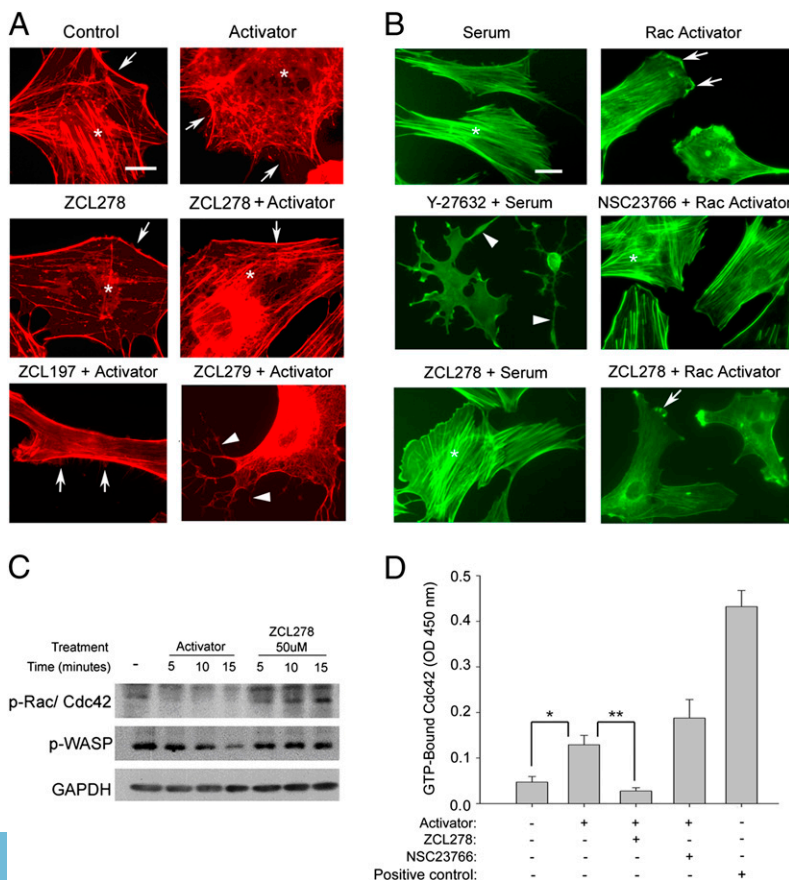 A
Control
Activator
ZCL278
ZCL278 + Activator
ZCL197 + Activator
ZCL279 + Activator
B
Serum
Rac Activator
Y-27632 + Serum
NSC23766 + Rac Activator
ZCL278 + Serum
ZCL278 + Rac Activator
C
Treatment
Activator
ZCL278
50uM
Time (minutes)
- 5 10 15 5 10 15
p-Rac/ Cdc42
p-WASP
GAPDH
D
GTP-Bound Cdc42 (OD 450 nm)
0.5
0.4
0.3
0.2
0.1
0.0
* **
Activator: - + + + -
ZCL278: - - + - -
NSC23766: - - - + -
Positive control: - - - - +